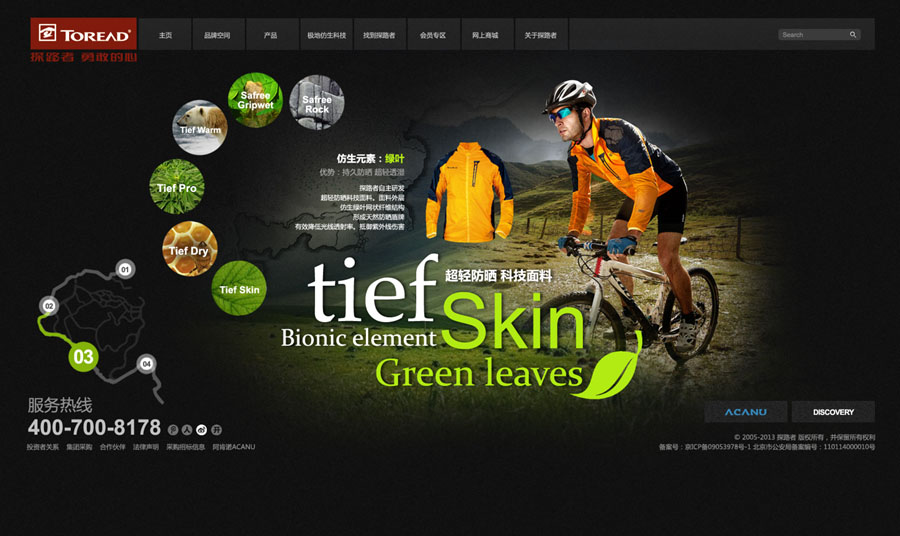 TOREAD
探路者 勇敢的心
主页
品牌空间
产品
极地仿生科技
找到探路者
会员专区
网上商城
关于探路者
Search
Safree
Gripwet
Safree
Rock
Tief Warm
Tief Pro
Tief Dry
Tief Skin
仿生元素：绿叶
优势：持久防晒 超轻透滑
探路者自主研发
超轻防晒科技面料，面料外层
仿生绿叶网状纤维结构
形成天然防晒盾牌
有效降低光线透射率，抵御紫外线伤害
tief
超轻防晒 科技面料
Skin
Bionic element
Green leaves
01
02
03
04
服务热线
400-700-8178
投资者关系 集团采购 合作伙伴 法律声明 采购招标信息 阿肯诺ACANU
ACANU
DISCOVERY
© 2005-2013 探路者 版权所有，并保留所有权利
备案号：京ICP备09053978号-1 北京市公安局备案编号：110114000010号